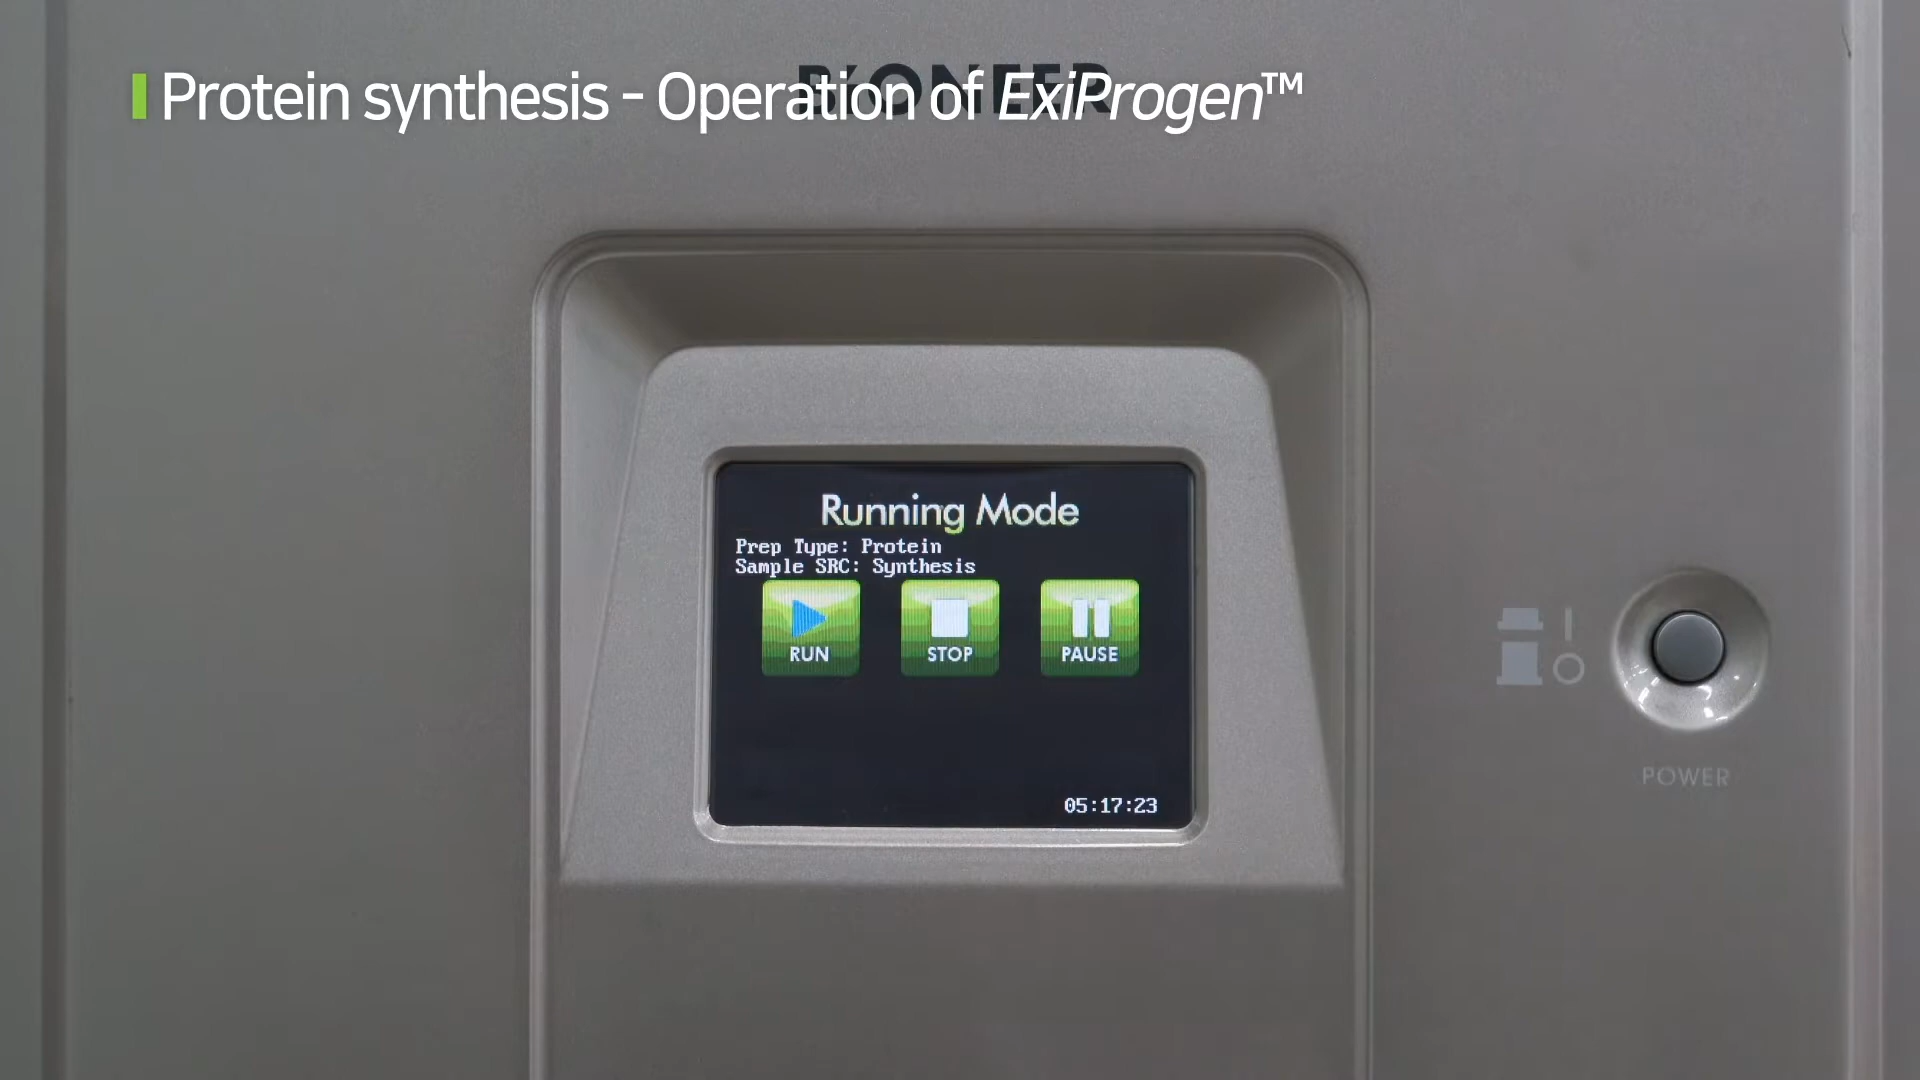 Protein synthesis - Operation of ExiProgen™
BIONEER
Running Mode
Prep Type: Protein
Sample SRC: Synthesis
RUN STOP PAUSE
05:17:23
POWER